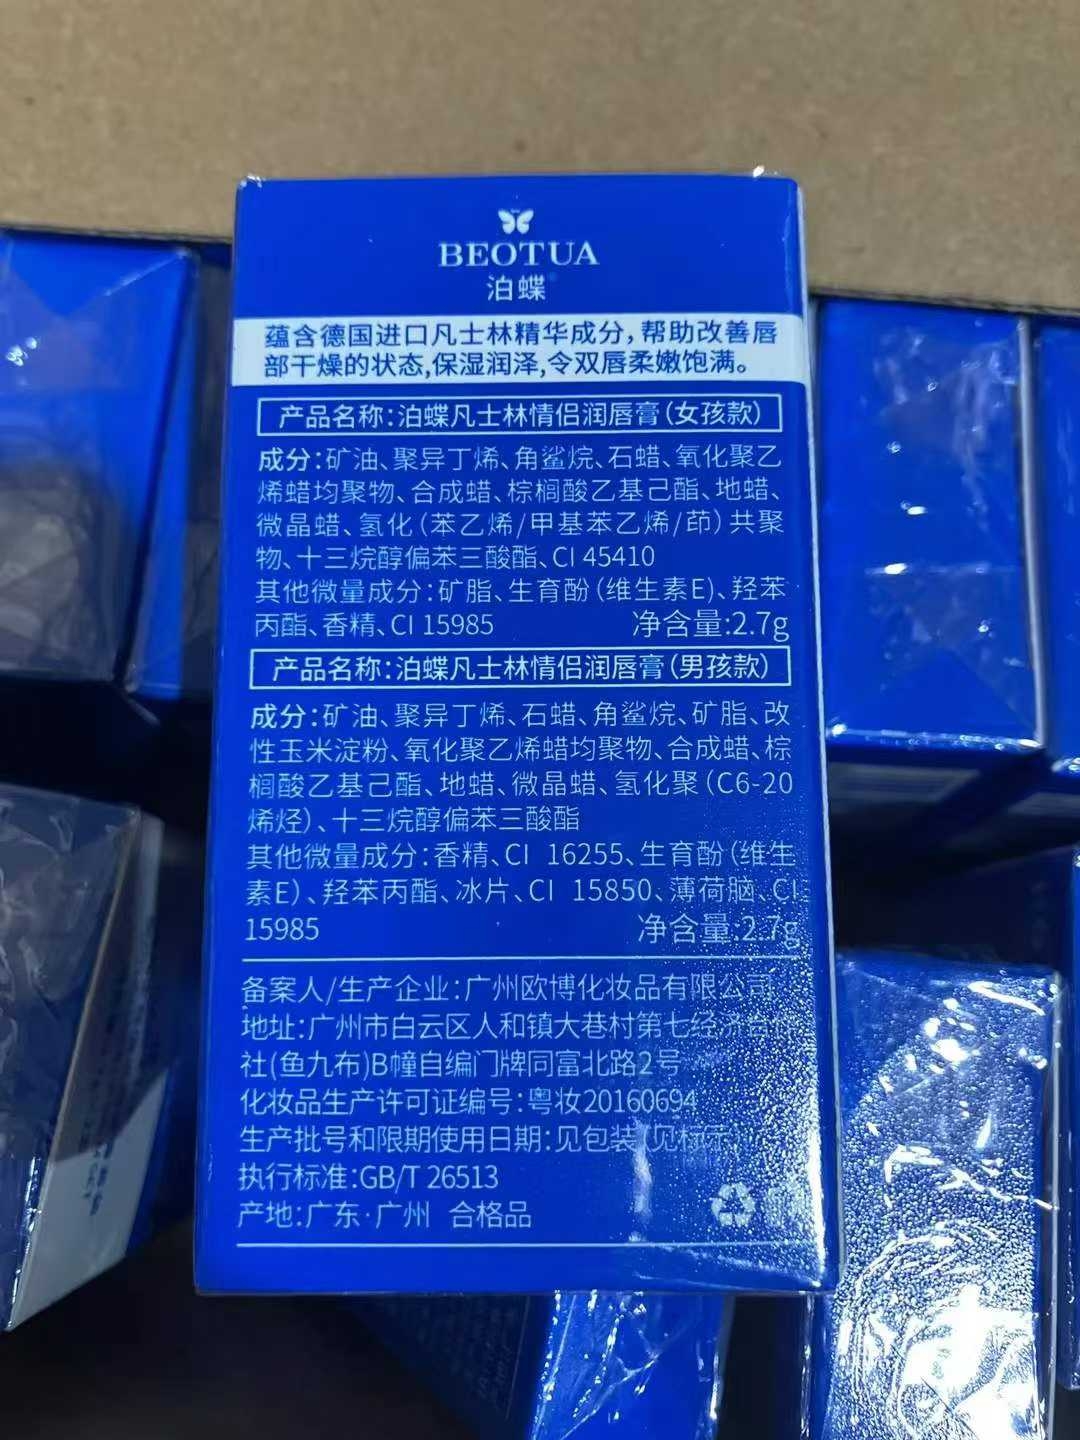 BEOTUA
泊蝶
蕴含德国进口凡士林精华成分，帮助改善唇
部干燥的状态,保湿润泽,令双唇柔嫩饱满。
产品名称:泊蝶凡士林情侣润唇膏(女孩款)
成分:矿油、聚异丁烯、角鲨烷、石蜡、氧化聚乙
烯蜡均聚物、合成蜡、棕榈酸乙基己酯、地蜡、
微晶蜡、氢化(苯乙烯/甲基苯乙烯/茚)共聚
物、十三烷醇偏苯三酸酯、CI 45410
其他微量成分:矿脂、生育酚(维生素E)、羟苯
丙酯、香精、CI 15985 净含量:2.7g
产品名称:泊蝶凡士林情侣润唇膏(男孩款)
成分:矿油、聚异丁烯、石蜡、角鲨烷、矿脂、改
性玉米淀粉、氧化聚乙烯蜡均聚物、合成蜡、棕
榈酸乙基己酯、地蜡、微晶蜡、氢化聚(C6-20
烯烃)、十三烷醇偏苯三酸酯
其他微量成分:香精、CI 16255、生育酚(维生
素E)、羟苯丙酯、冰片、CI 15850、薄荷脑、CI
15985 净含量:2.7g
备案人/生产企业:广州欧博化妆品有限公司
地址:广州市白云区人和镇大巷村第七经济合作
社(鱼九布)B幢自编门牌同富北路2号
化妆品生产许可证编号:粤妆20160694
生产批号和限期使用日期:见包装(见标示)
执行标准:GB/T 26513
产地:广东·广州 合格品